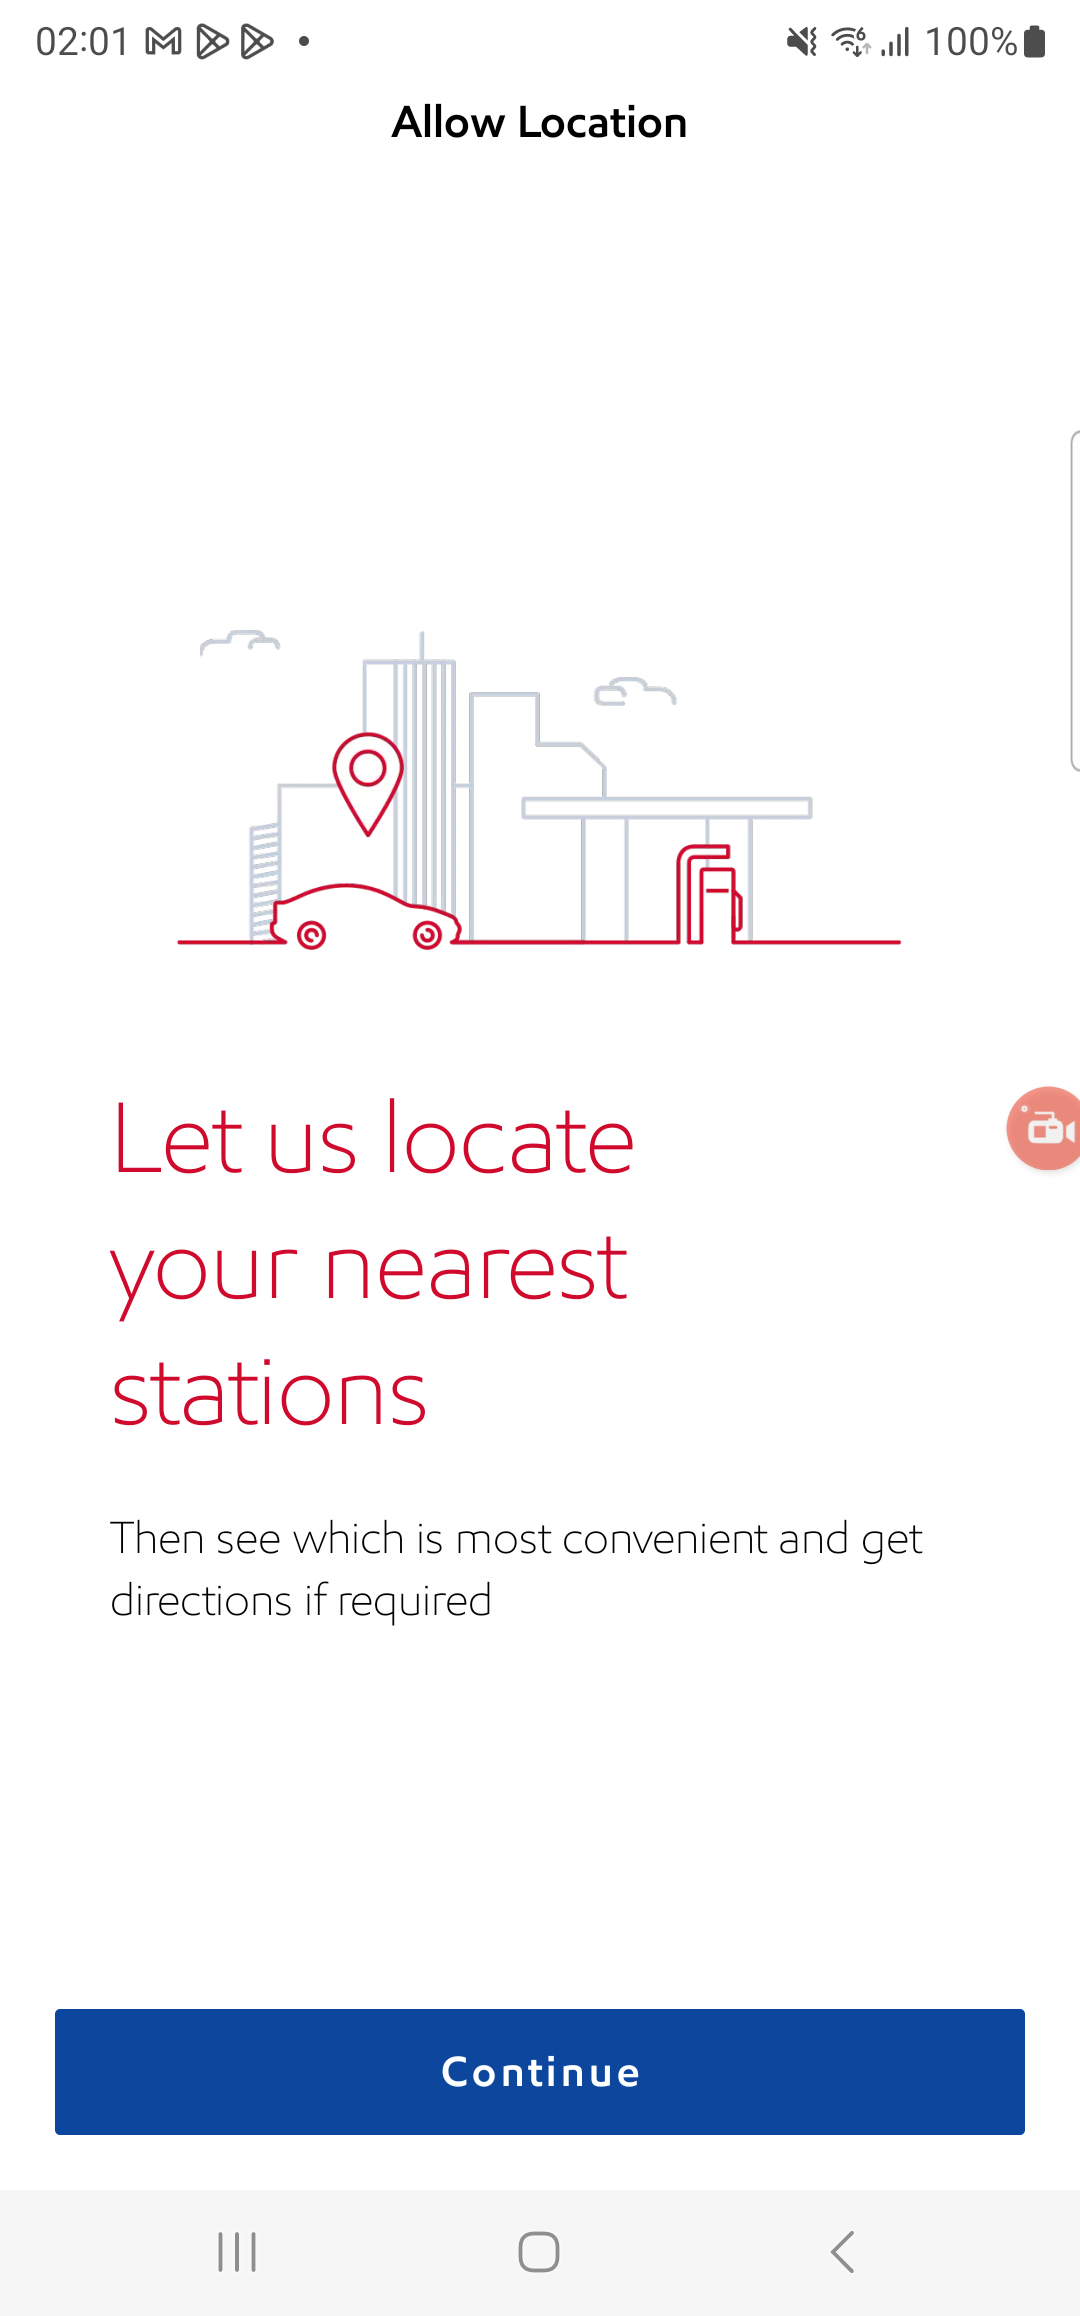 02:01 100%
Allow Location
Let us locate
your nearest
stations
Then see which is most convenient and get
directions if required
Continue